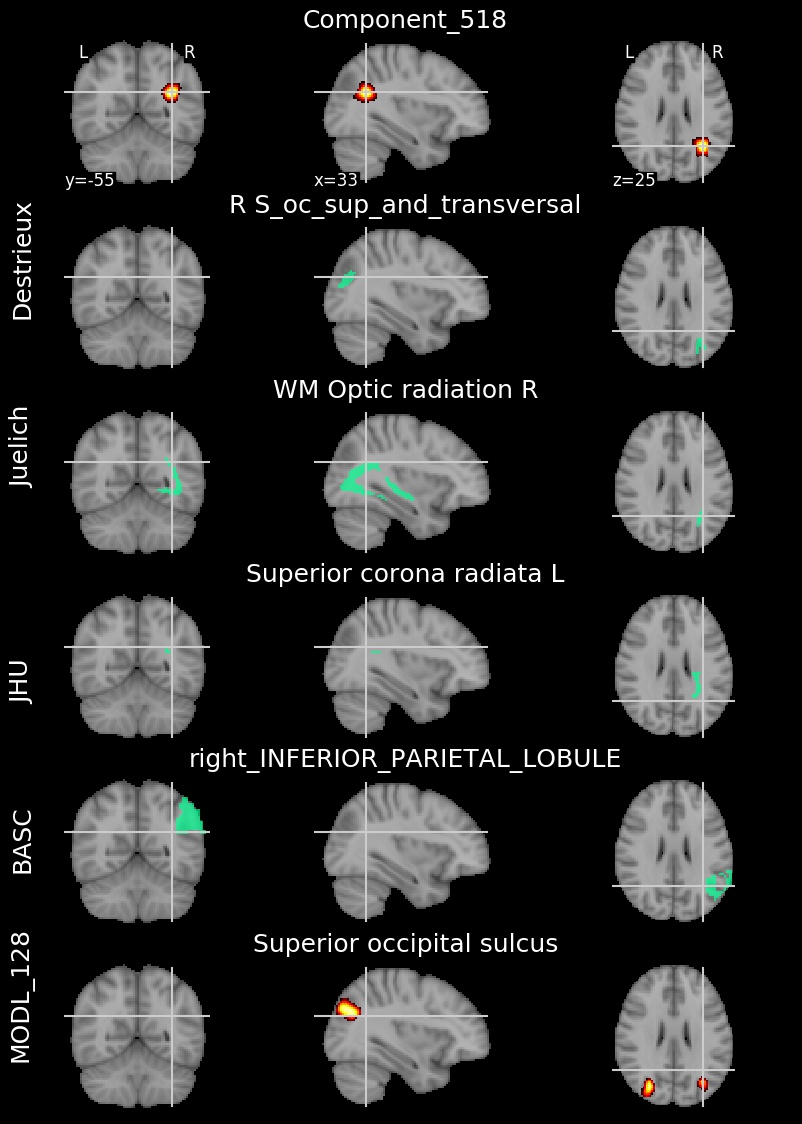 Component_518
L R L R
y=-55 x=33 z=25
Destrieux
R S_oc_sup_and_transversal
Juelich
WM Optic radiation R
JHU
Superior corona radiata L
BASC
right_INFERIOR_PARIETAL_LOBULE
MODL_128
Superior occipital sulcus